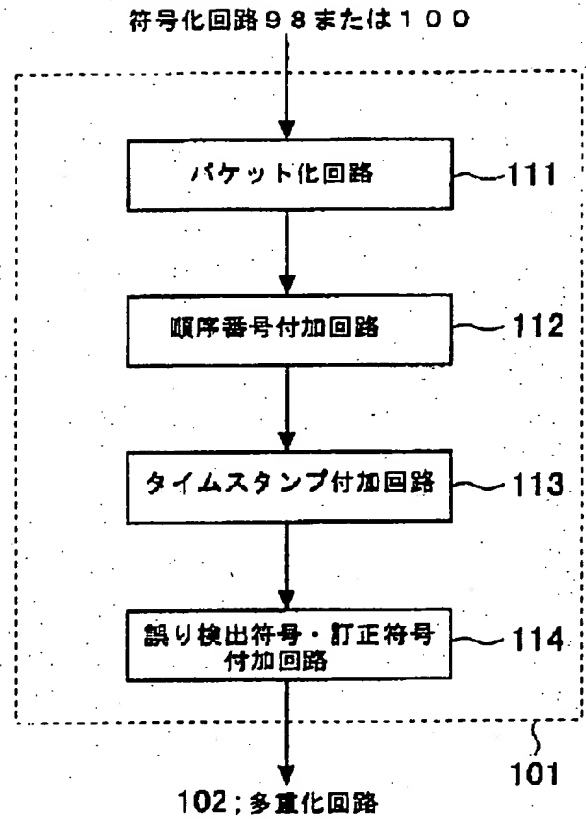 符号化回路98または100
パケット化回路
111
順序番号付加回路
112
タイムスタンプ付加回路
113
誤り検出符号・訂正符号
付加回路
114
101
102;多重化回路